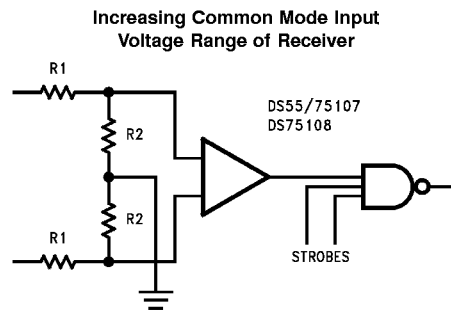 Increasing Common Mode Input
Voltage Range of Receiver
R1
DS55/75107
DS75108
R2
R2
R1
STROBES